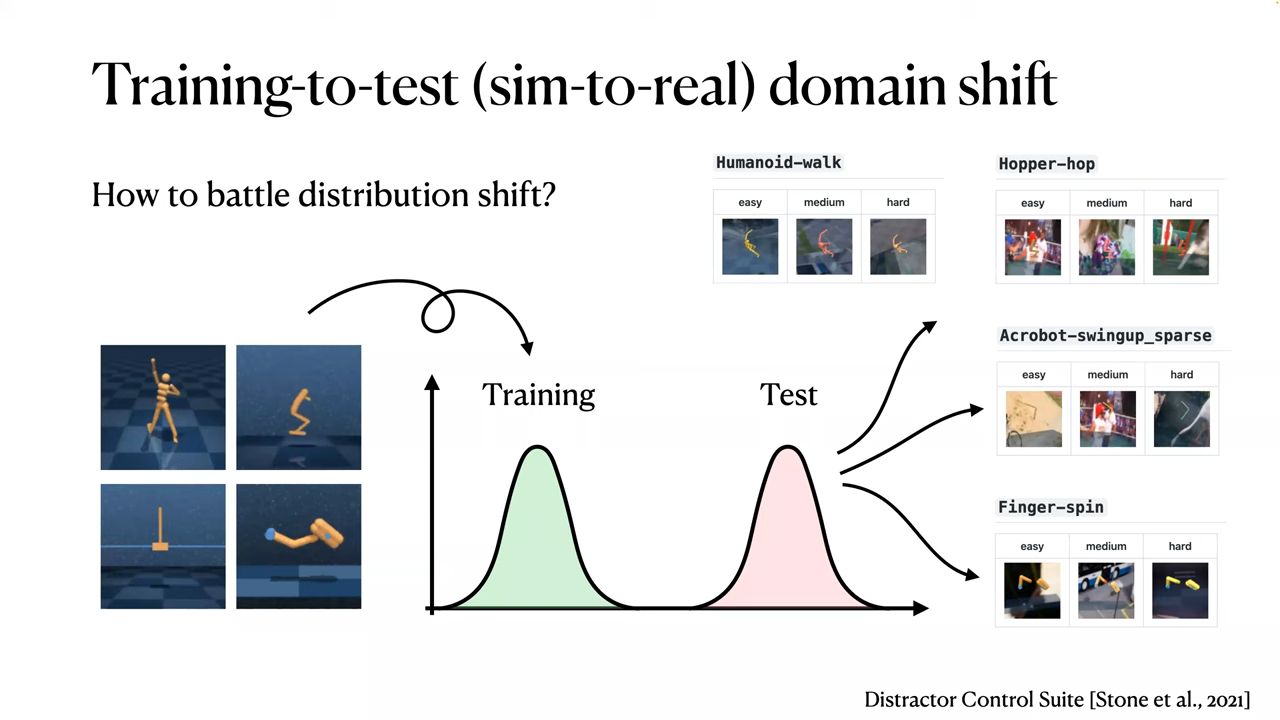 Training-to-test (sim-to-real) domain shift
How to battle distribution shift?
Humanoid-walk
easy medium hard
Hopper-hop
easy medium hard
Training
Test
Acrobot-swingup_sparse
easy medium hard
Finger-spin
easy medium hard
Distractor Control Suite [Stone et al., 2021]